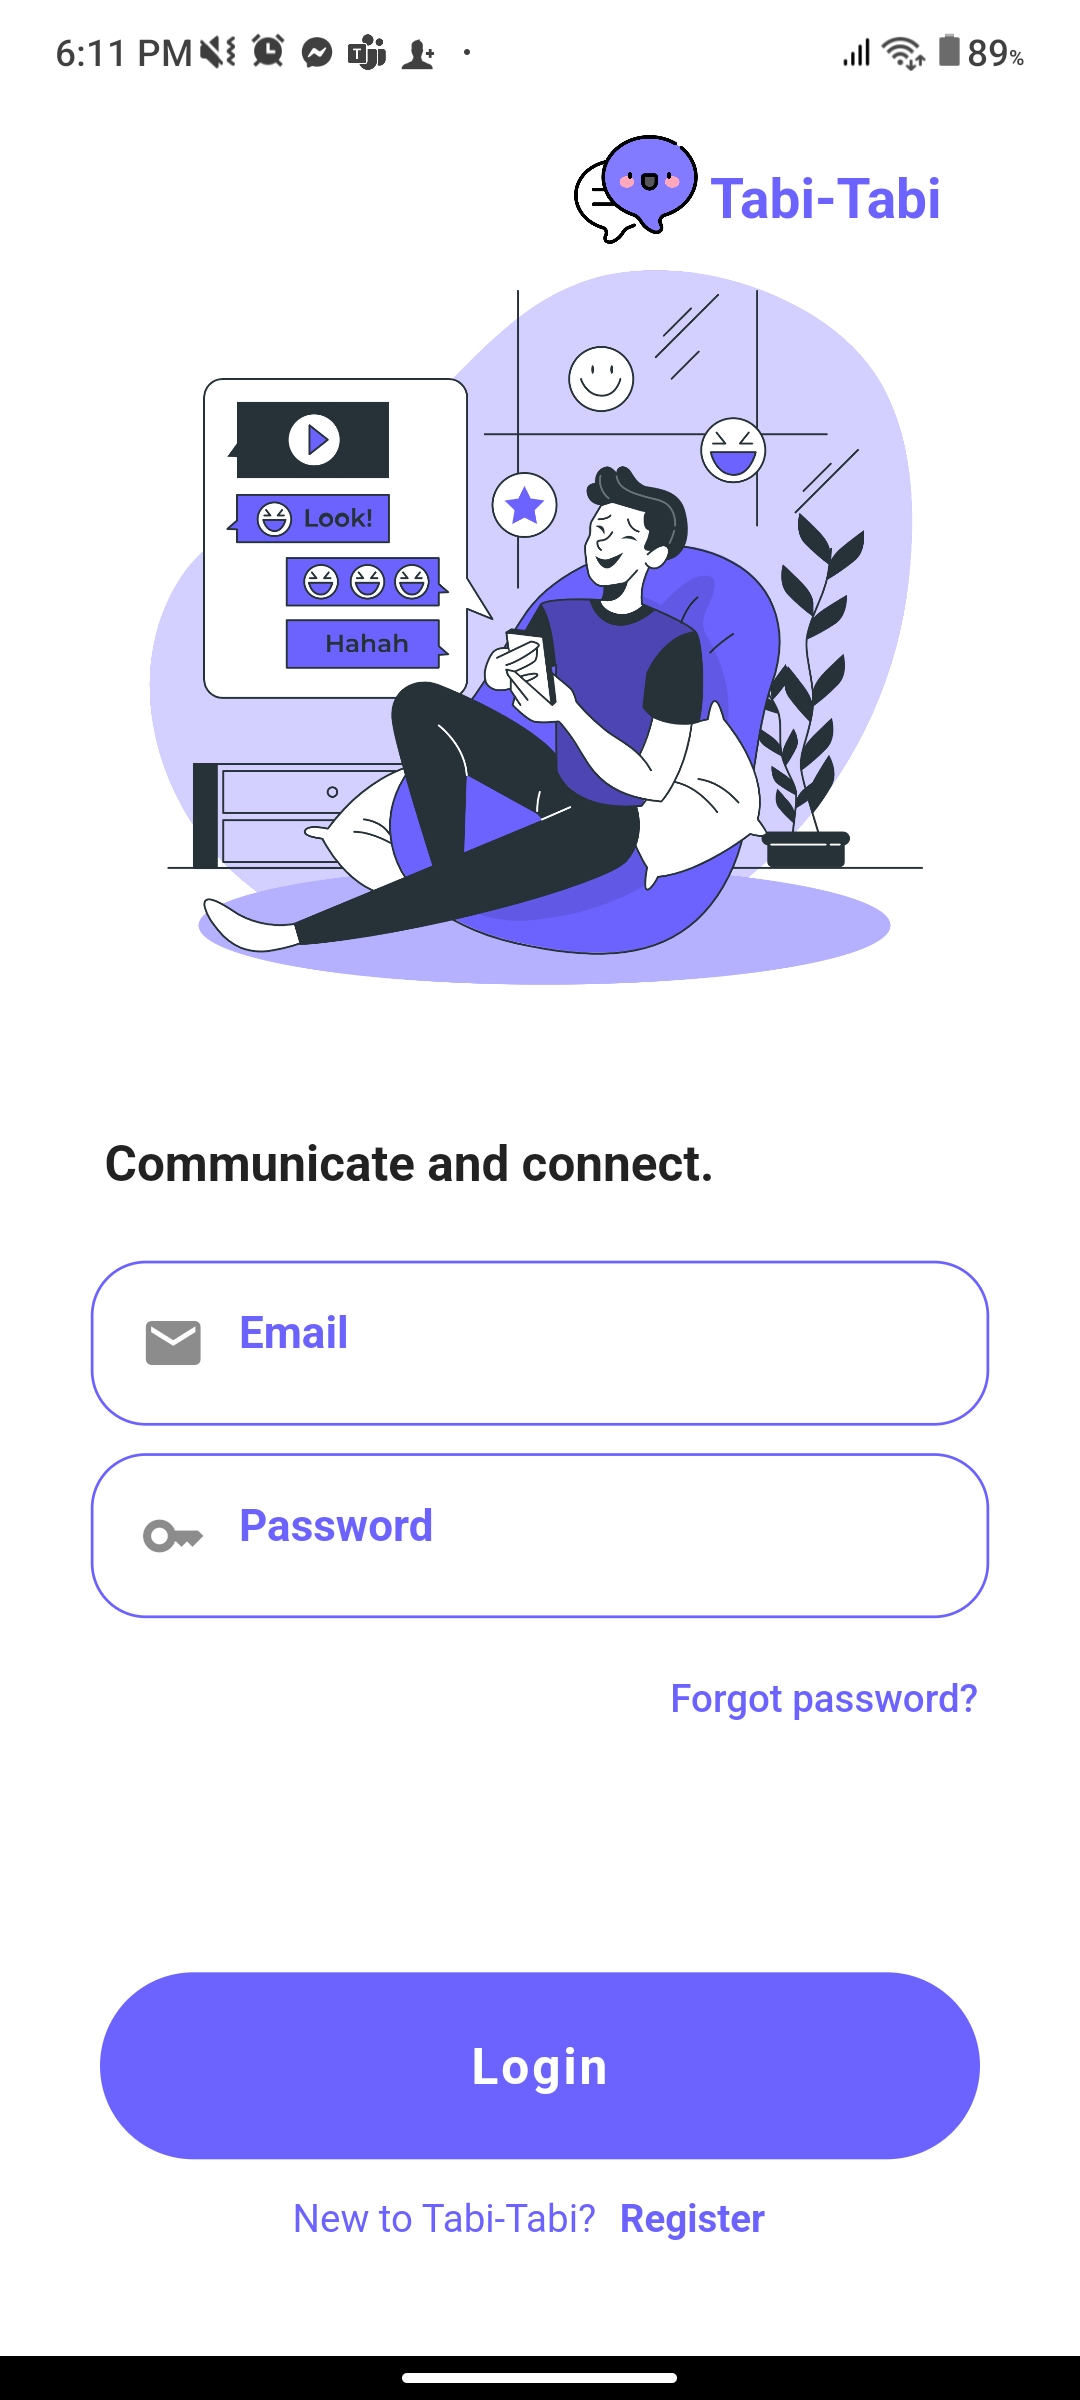 6:11 PM 89%
Tabi-Tabi
Look!
Hahah
Communicate and connect.
Email
Password
Forgot password?
Login
New to Tabi-Tabi? Register